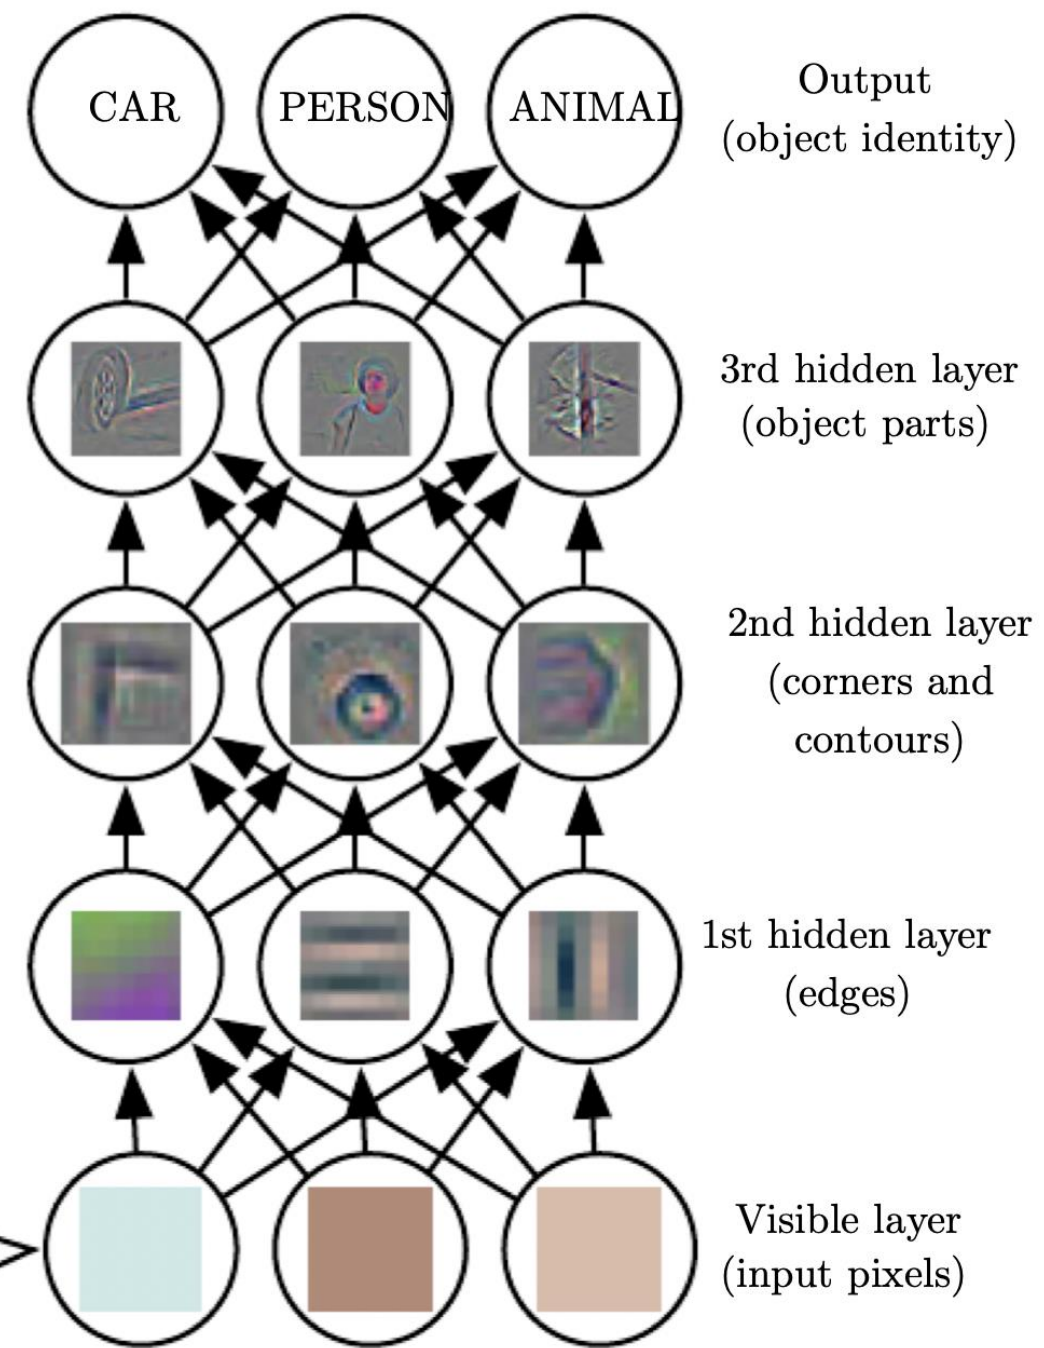 CAR
PERSON
ANIMAL
Output
(object identity)
3rd hidden layer
(object parts)
2nd hidden layer
(corners and
contours)
1st hidden layer
(edges)
Visible layer
(input pixels)